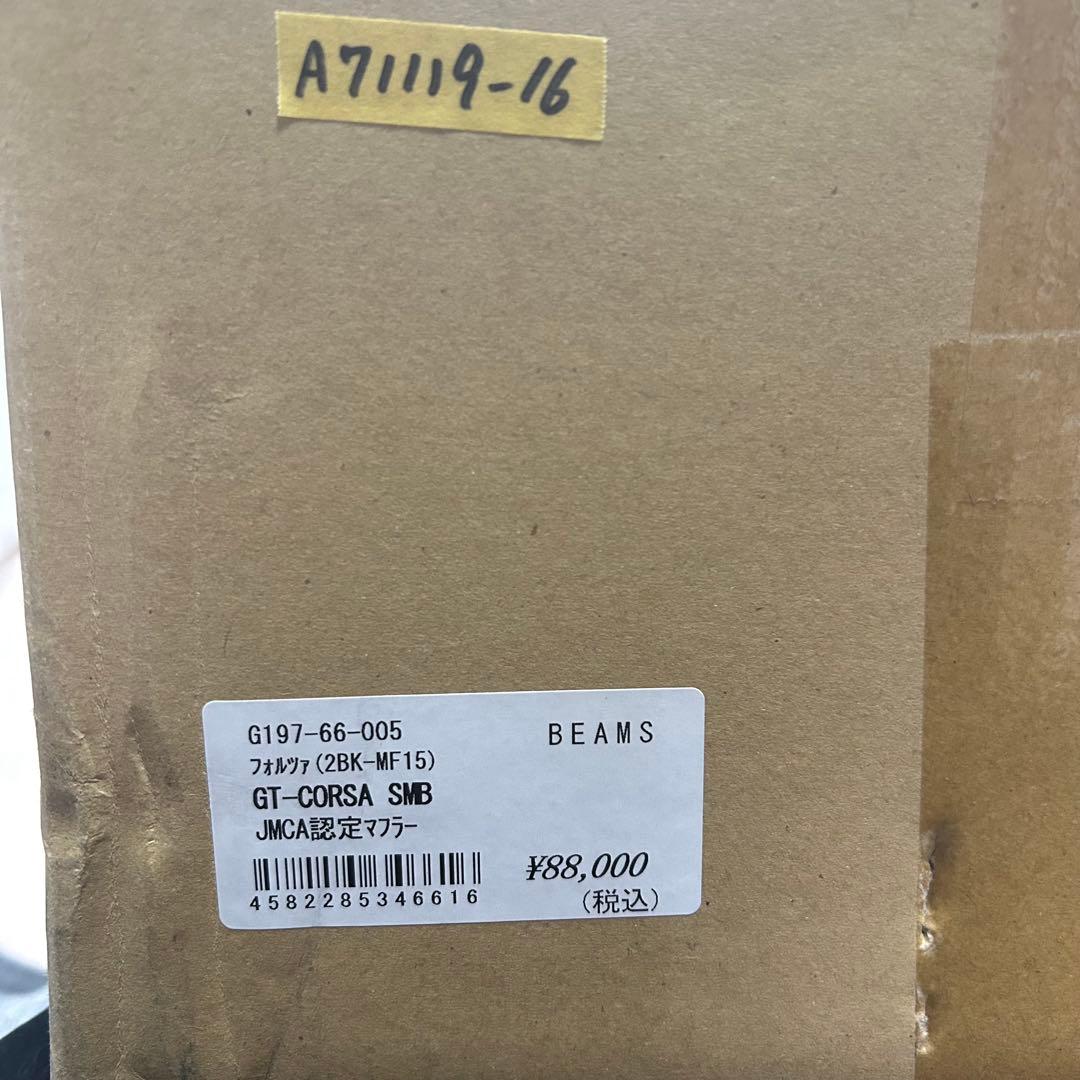 A71119-16
G197-66-005
BEAMS
ﾌｫﾙﾂｧ(2BK-MF15)
GT-CORSA SMB
JMCA認定ﾏﾌﾗｰ
¥88,000
4582285346616
(税込)